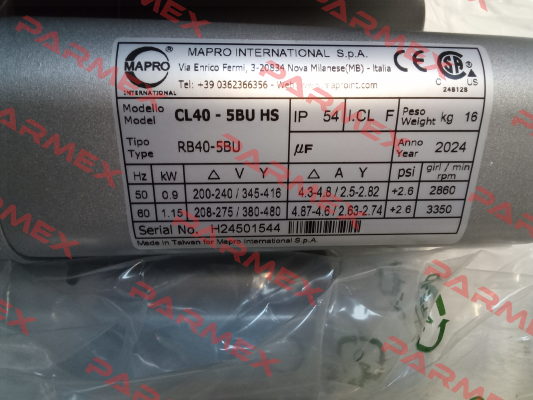 MAPRO INTERNATIONAL S.p.A.
Via Enrico Fermi, 3-20834 Nova Milanese(MB) - Italia
Tel: +39 0362366356 - Web: www.maproint.com
MAPRO
INTERNATIONAL
CE
SA
C US
248128
Modello
Model CL40 - 5BU HS IP 54 I.CL F Peso
Weight kg 16
Tipo
Type RB40-5BU µF Anno
Year 2024
Hz kW △ V Y △ A Y psi giri / min
rpm
50 0.9 200-240 / 345-416 4.3-4.8 / 2.5-2.82 +2.6 2860
60 1.15 208-275 / 380-480 4.87-4.6 / 2.63-2.74 +2.6 3350
Serial No. H24501544
Made in Taiwan for Mapro International S.p.A.
PARMEX
PARMEX
PARMEX
PARMEX
PARMEX
PARMEX